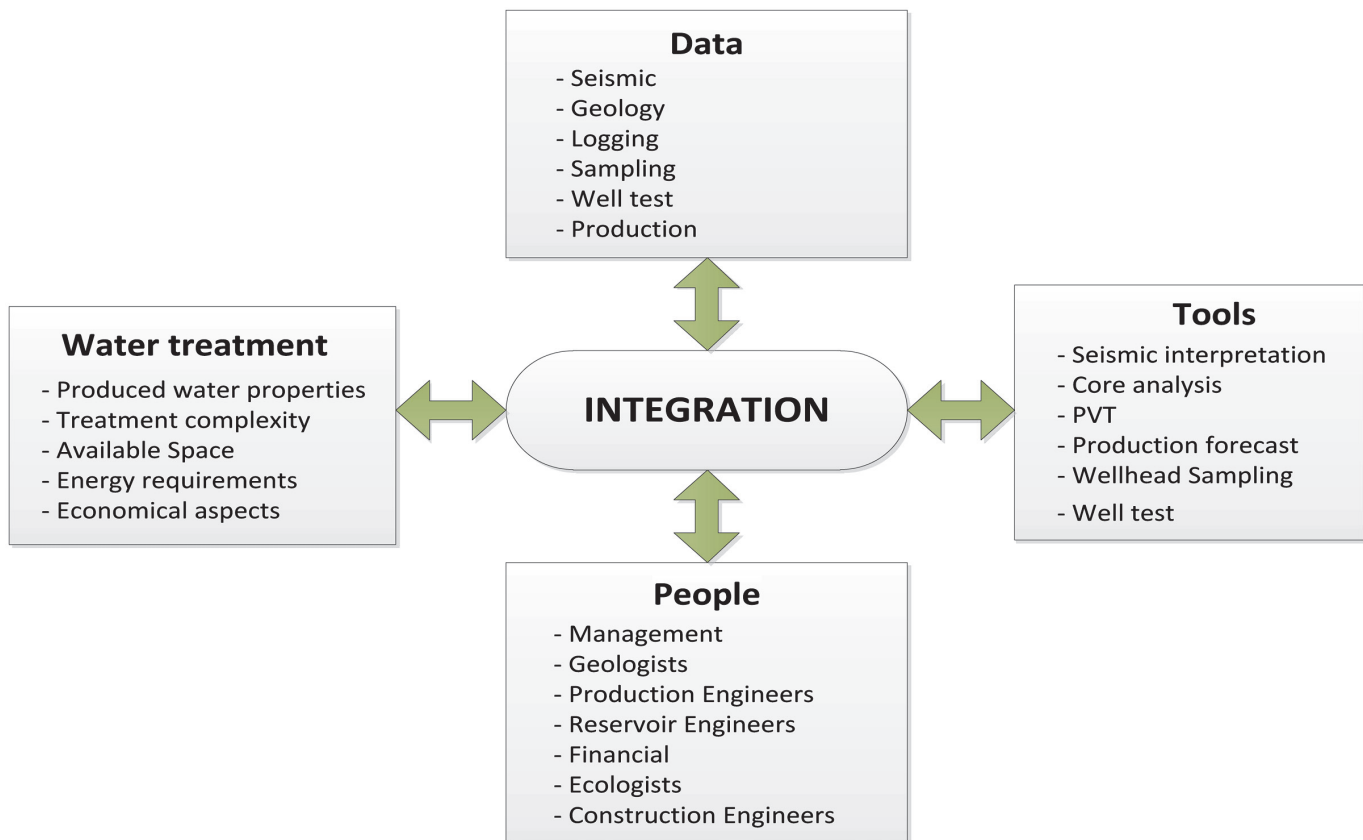 Data
- Seismic
- Geology
- Logging
- Sampling
- Well test
- Production
Water treatment
- Produced water properties
- Treatment complexity
- Available Space
- Energy requirements
- Economical aspects
INTEGRATION
Tools
- Seismic interpretation
- Core analysis
- PVT
- Production forecast
- Wellhead Sampling
- Well test
People
- Management
- Geologists
- Production Engineers
- Reservoir Engineers
- Financial
- Ecologists
- Construction Engineers